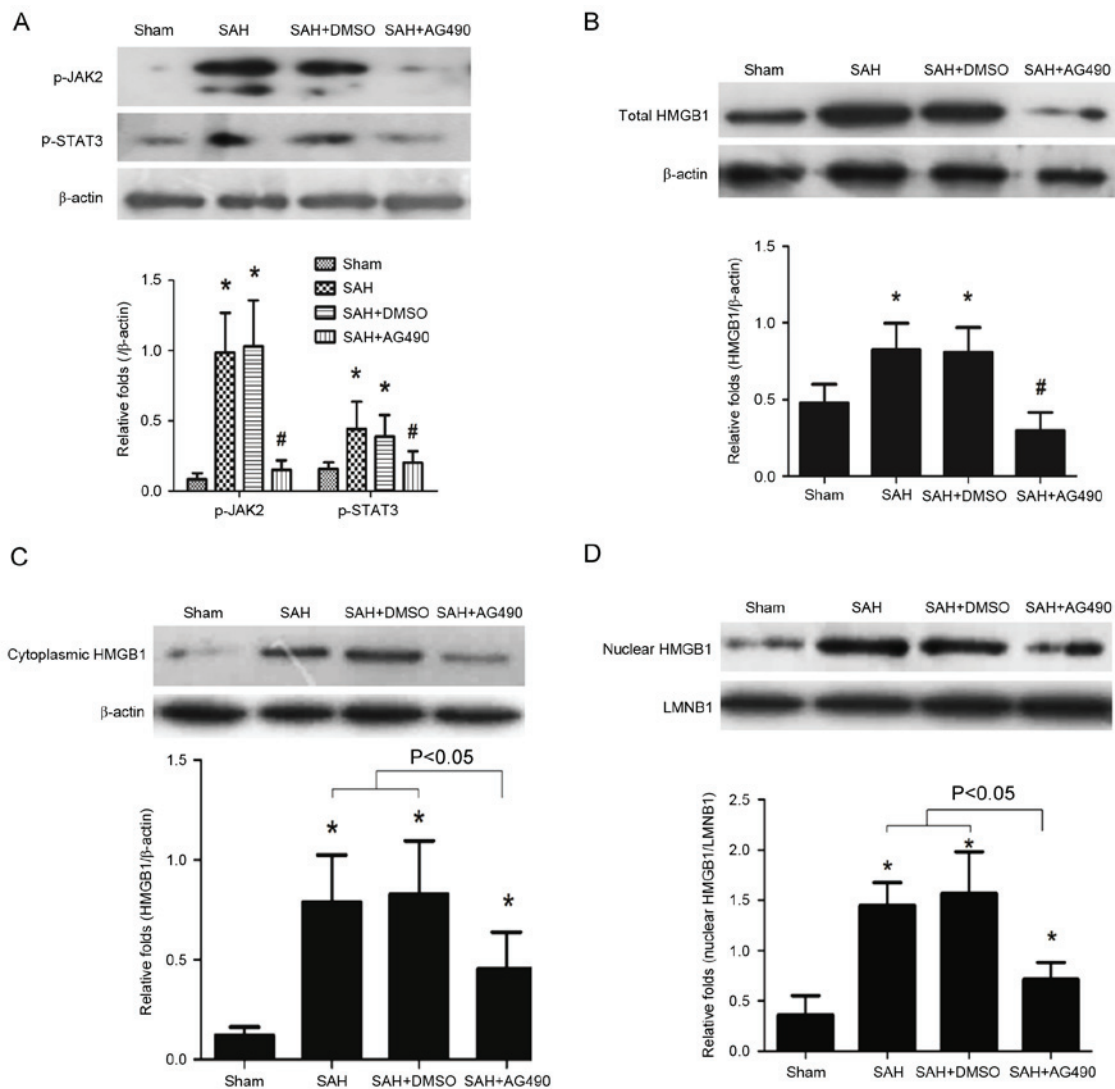 A
Sham SAH SAH+DMSO SAH+AG490
p-JAK2
p-STAT3
β-actin
Sham
SAH
SAH+DMSO
SAH+AG490
Relative folds (/β-actin)
1.5
1.0
0.5
0.0
* *
#
* *
#
p-JAK2 p-STAT3
B
Sham SAH SAH+DMSO SAH+AG490
Total HMGB1
β-actin
Relative folds (HMGB1/β-actin)
1.5
1.0
0.5
0.0
* *
#
Sham SAH SAH+DMSO SAH+AG490
C
Sham SAH SAH+DMSO SAH+AG490
Cytoplasmic HMGB1
β-actin
Relative folds (HMGB1/β-actin)
1.5
1.0
0.5
0.0
P<0.05
* *
*
Sham SAH SAH+DMSO SAH+AG490
D
Sham SAH SAH+DMSO SAH+AG490
Nuclear HMGB1
LMNB1
Relative folds (nuclear HMGB1/LMNB1)
2.5
2.0
1.5
1.0
0.5
0.0
P<0.05
* *
*
Sham SAH SAH+DMSO SAH+AG490